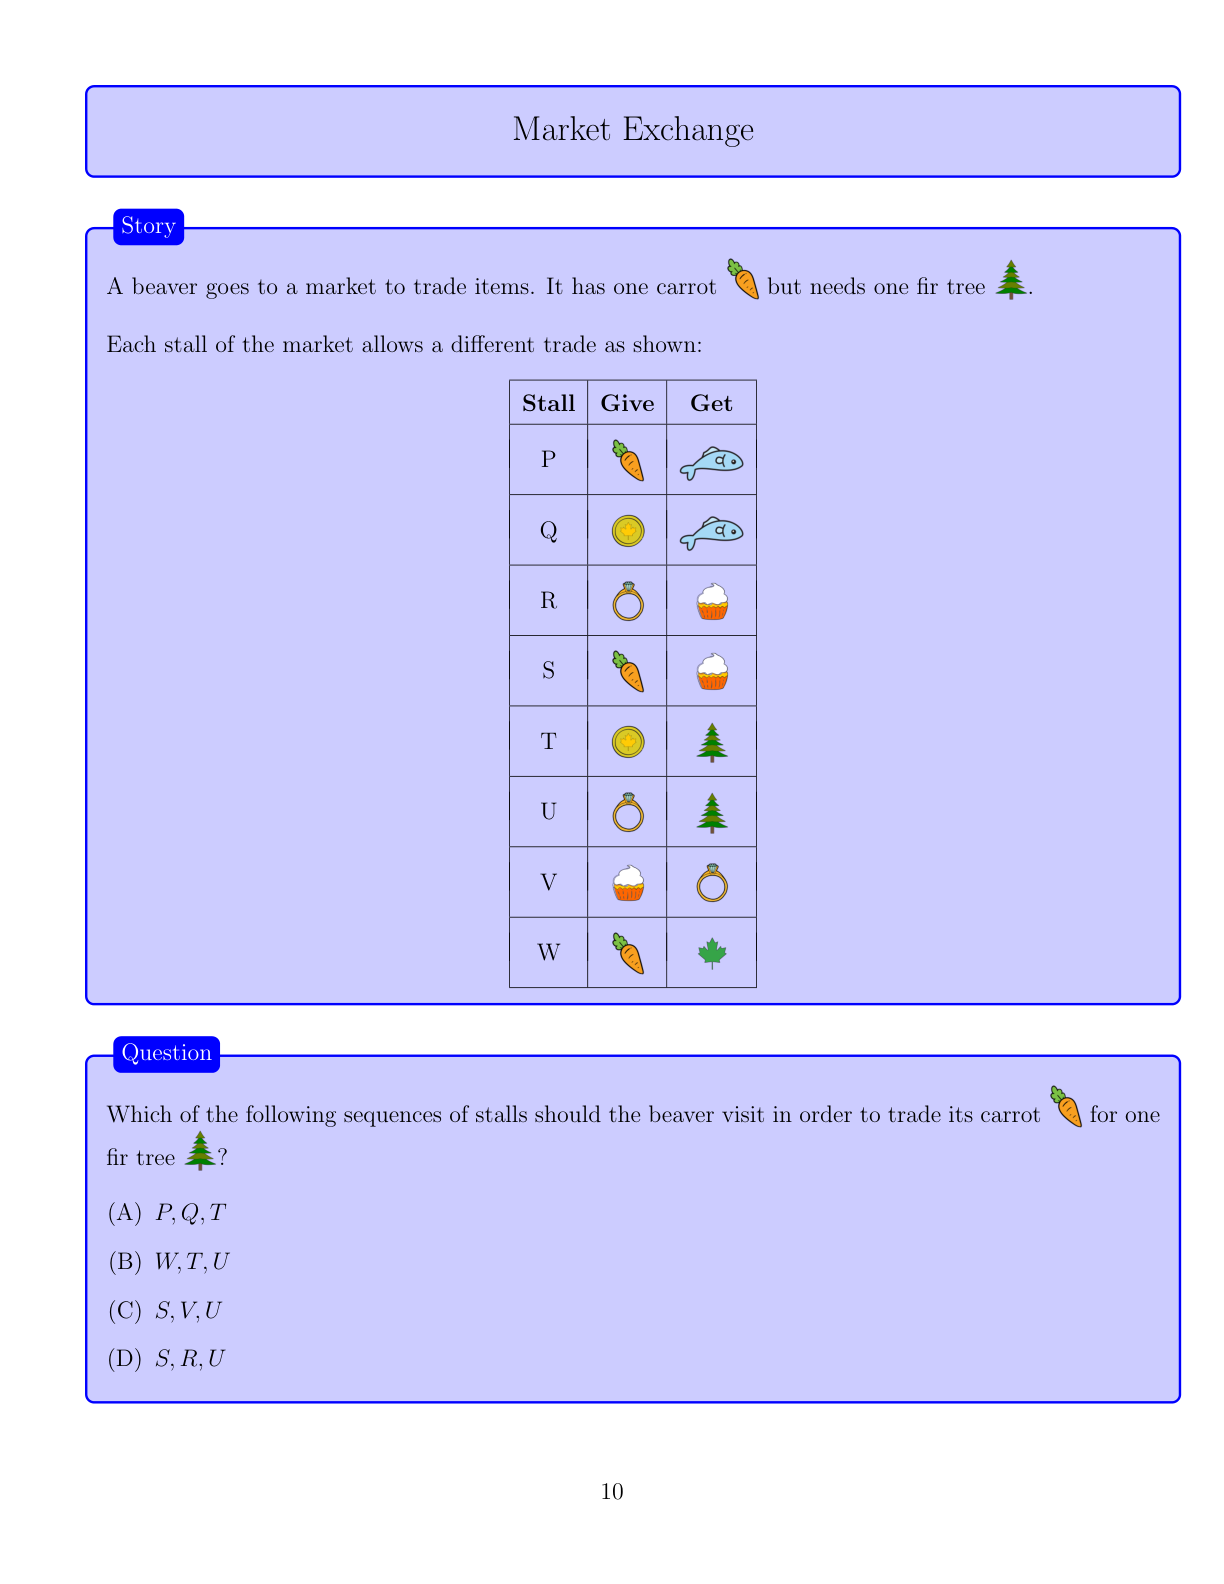 Market Exchange
Story
A beaver goes to a market to trade items. It has one carrot but needs one fir tree .
Each stall of the market allows a different trade as shown:
Stall Give Get
P
Q
R
S
T
U
V
W
Question
Which of the following sequences of stalls should the beaver visit in order to trade its carrot for one
fir tree ?
(A) P, Q, T
(B) W, T, U
(C) S, V, U
(D) S, R, U
10